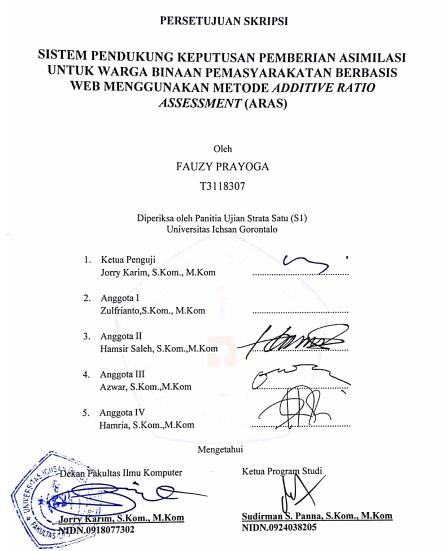 PERSETUJUAN SKRIPSI
SISTEM PENDUKUNG KEPUTUSAN PEMBERIAN ASIMILASI
UNTUK WARGA BINAAN PEMASYARAKATAN BERBASIS
WEB MENGGUNAKAN METODE ADDITIVE RATIO
ASSESSMENT (ARAS)
Oleh
FAUZY PRAYOGA
T3118307
Diperiksa oleh Panitia Ujian Strata Satu (S1)
Universitas Ichsan Gorontalo
1. Ketua Penguji
Jorry Karim, S.Kom., M.Kom
2. Anggota I
Zulfrianto,S.Kom., M.Kom
3. Anggota II
Hamsir Saleh, S.Kom.,M.Kom
4. Anggota III
Azwar, S.Kom.,M.Kom
5. Anggota IV
Hamria, S.Kom.,M.Kom
Mengetahui
Dekan Fakultas Ilmu Komputer
Ketua Program Studi
Jorry Karim, S.Kom., M.Kom
NIDN.0918077302
Sudirman S. Panna, S.Kom., M.Kom
NIDN.0924038205